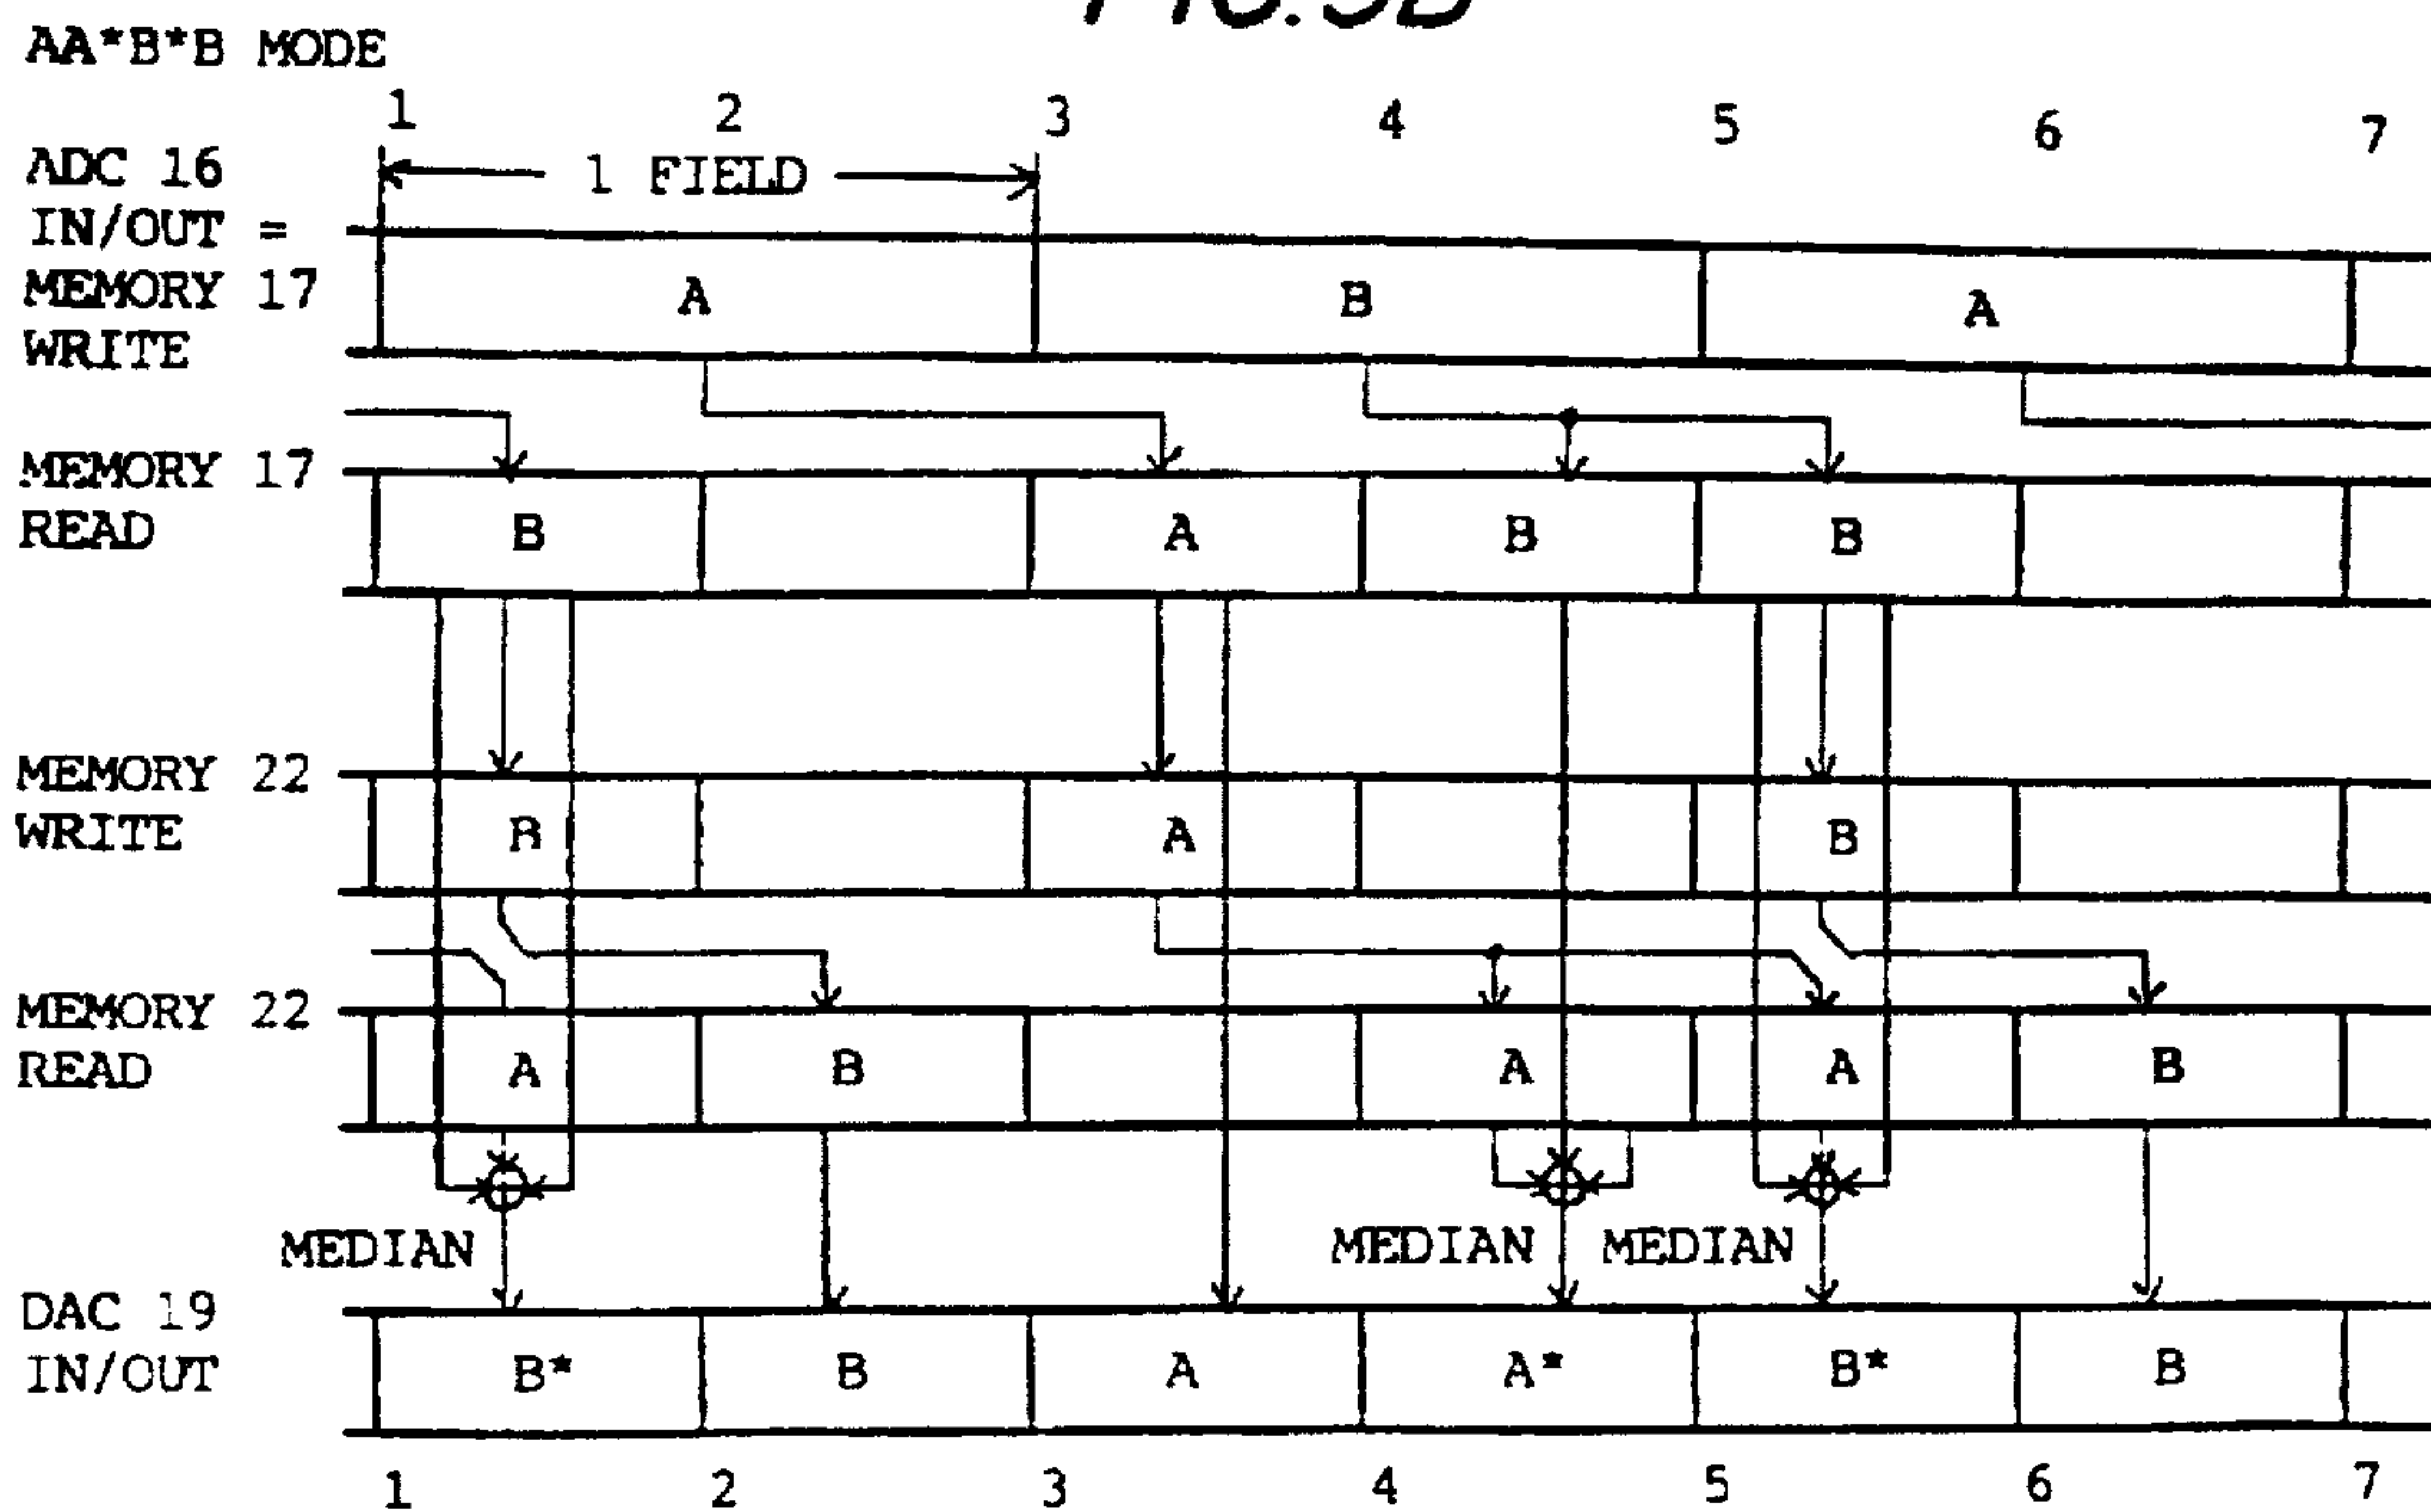 FIG. 5B
AA*B*B MODE
1 2 3 4 5 6 7
ADC 16
IN/OUT =
MEMORY 17
WRITE
1 FIELD
A B A
MEMORY 17
READ
B A B B
MEMORY 22
WRITE
B A B
MEMORY 22
READ
A B A A B
MEDIAN MEDIAN MEDIAN
DAC 19
IN/OUT
B* B A A* B* B
1 2 3 4 5 6 7